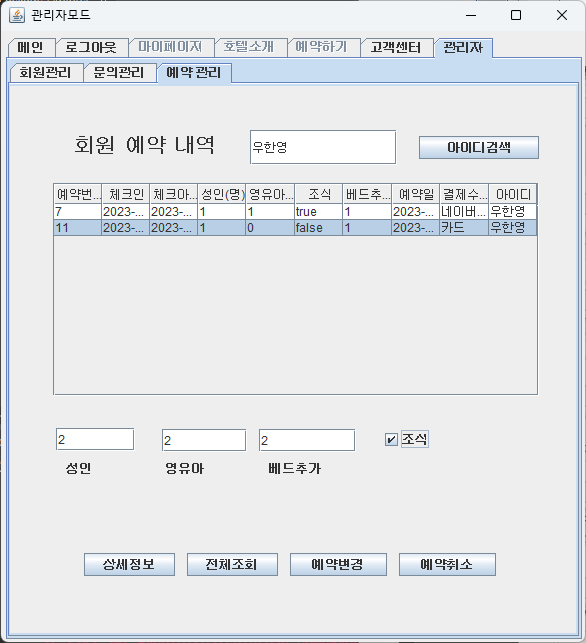 관리자모드
메인 로그아웃 마이페이지 호텔소개 예약하기 고객센터 관리자
회원관리 문의관리 예약 관리
회원 예약 내역 우한영 아이디검색
예약번... 체크인 체크아... 성인(명) 영유아... 조식 베드추... 예약일 결제수... 아이디
7 2023-... 2023-... 1 1 true 1 2023-... 네이버... 우한영
11 2023-... 2023-... 1 0 false 1 2023-... 카드 우한영
2 2 2 조식
성인 영유아 베드추가
상세정보 전체조회 예약변경 예약취소